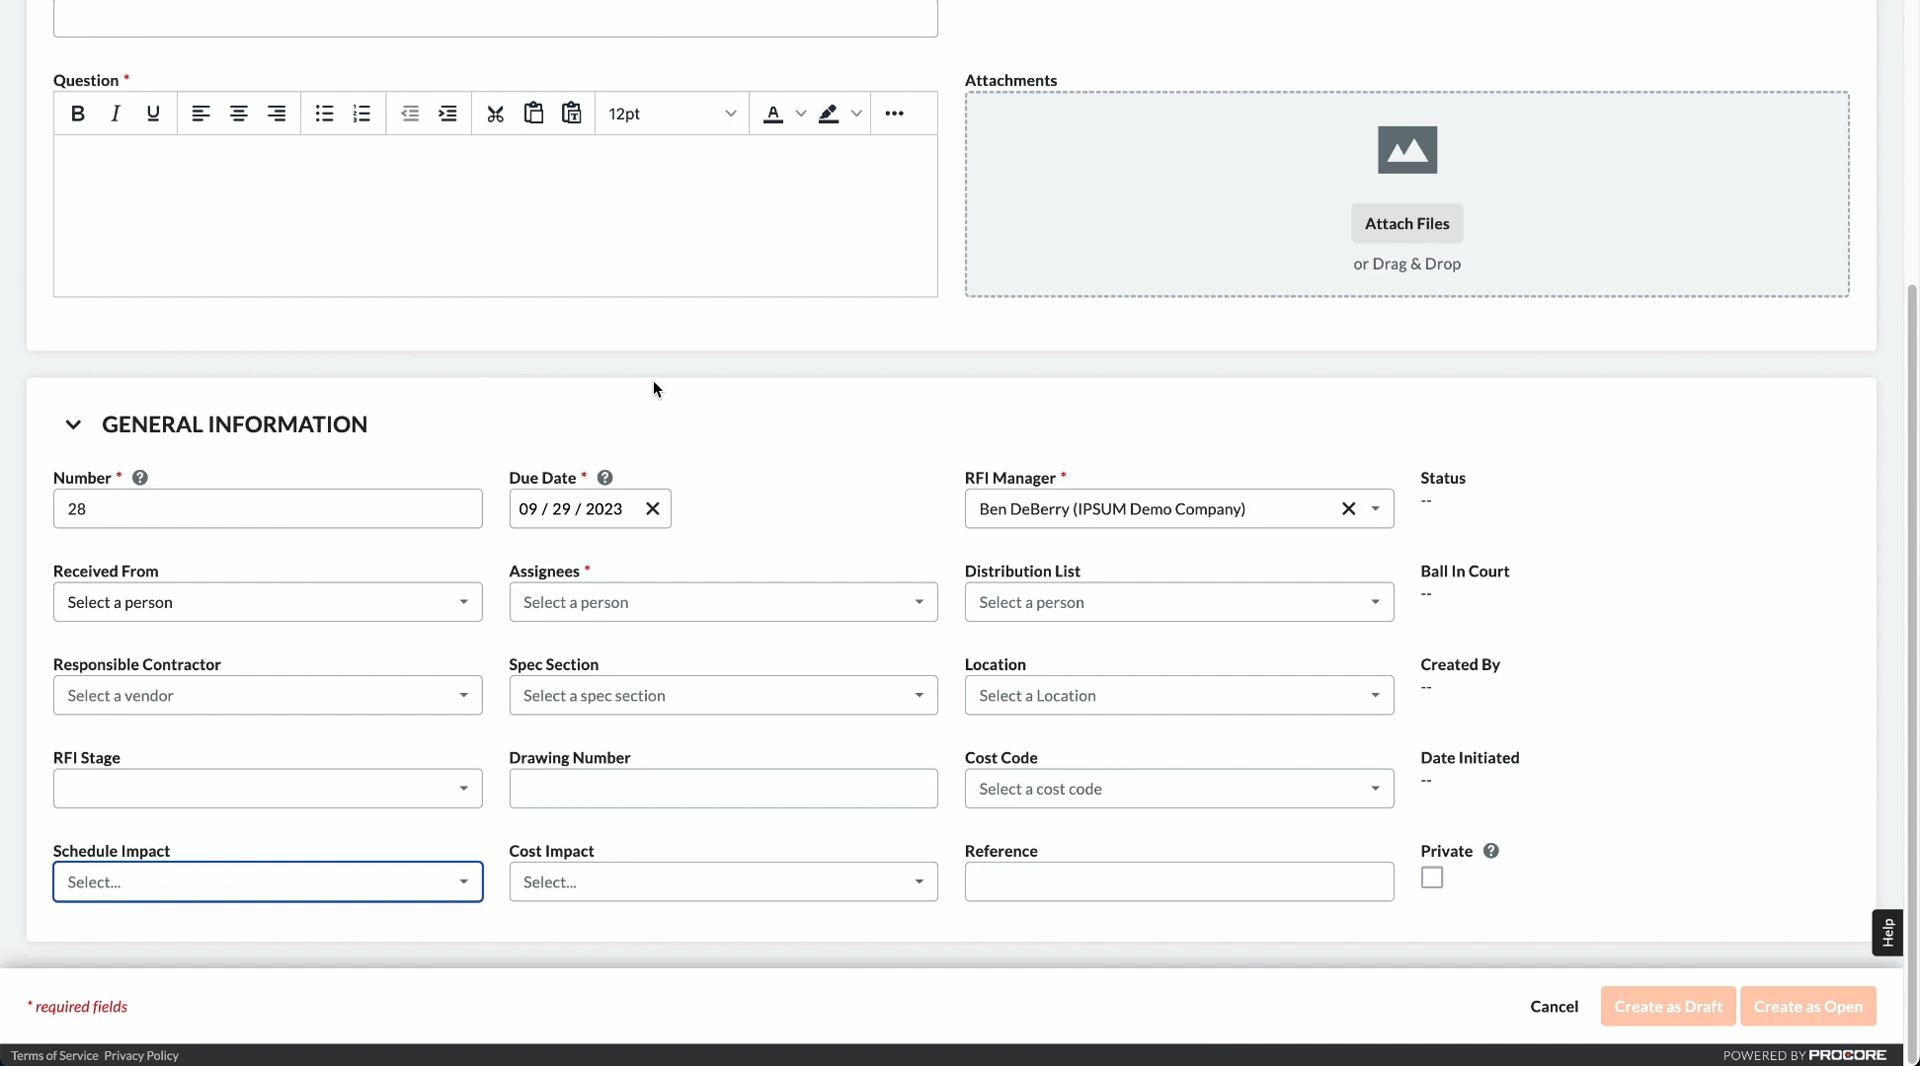 Question *
Attachments
B I U
12pt
A
Attach Files
or Drag & Drop
GENERAL INFORMATION
Number * ?
Due Date * ?
RFI Manager *
Status
28
09 / 29 / 2023
Ben DeBerry (IPSUM Demo Company)
--
Received From
Assignees *
Distribution List
Ball In Court
Select a person
Select a person
Select a person
--
Responsible Contractor
Spec Section
Location
Created By
Select a vendor
Select a spec section
Select a Location
--
RFI Stage
Drawing Number
Cost Code
Date Initiated
Select a cost code
--
Schedule Impact
Cost Impact
Reference
Private ?
Select...
Select...
Help
* required fields
Cancel
Create as Draft
Create as Open
Terms of Service Privacy Policy
POWERED BY PROCORE